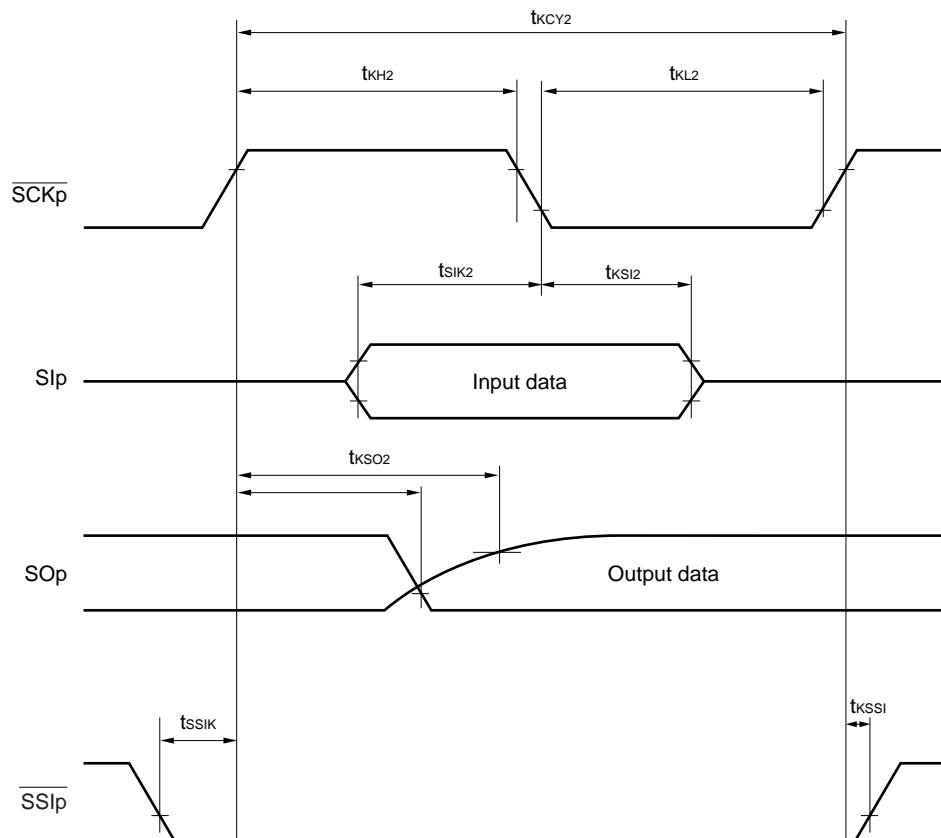 tKCY2
tKH2
tKL2
SCKp
tSIK2
tKSI2
SIp
Input data
tKSO2
SOp
Output data
tSSIK
tKSSI
SSIp